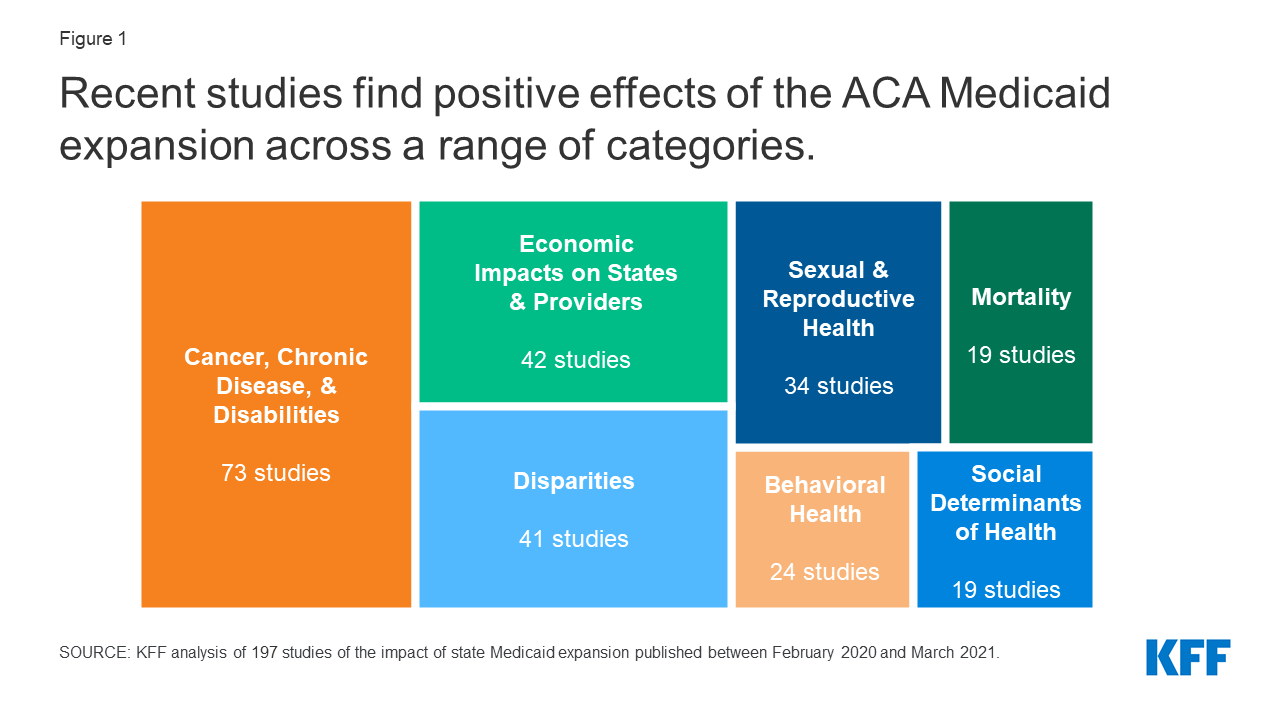 Figure 1
Recent studies find positive effects of the ACA Medicaid
expansion across a range of categories.
Cancer, Chronic
Disease, &
Disabilities
73 studies
Economic
Impacts on States
& Providers
42 studies
Disparities
41 studies
Sexual &
Reproductive
Health
34 studies
Mortality
19 studies
Behavioral
Health
24 studies
Social
Determinants
of Health
19 studies
SOURCE: KFF analysis of 197 studies of the impact of state Medicaid expansion published between February 2020 and March 2021.
KFF